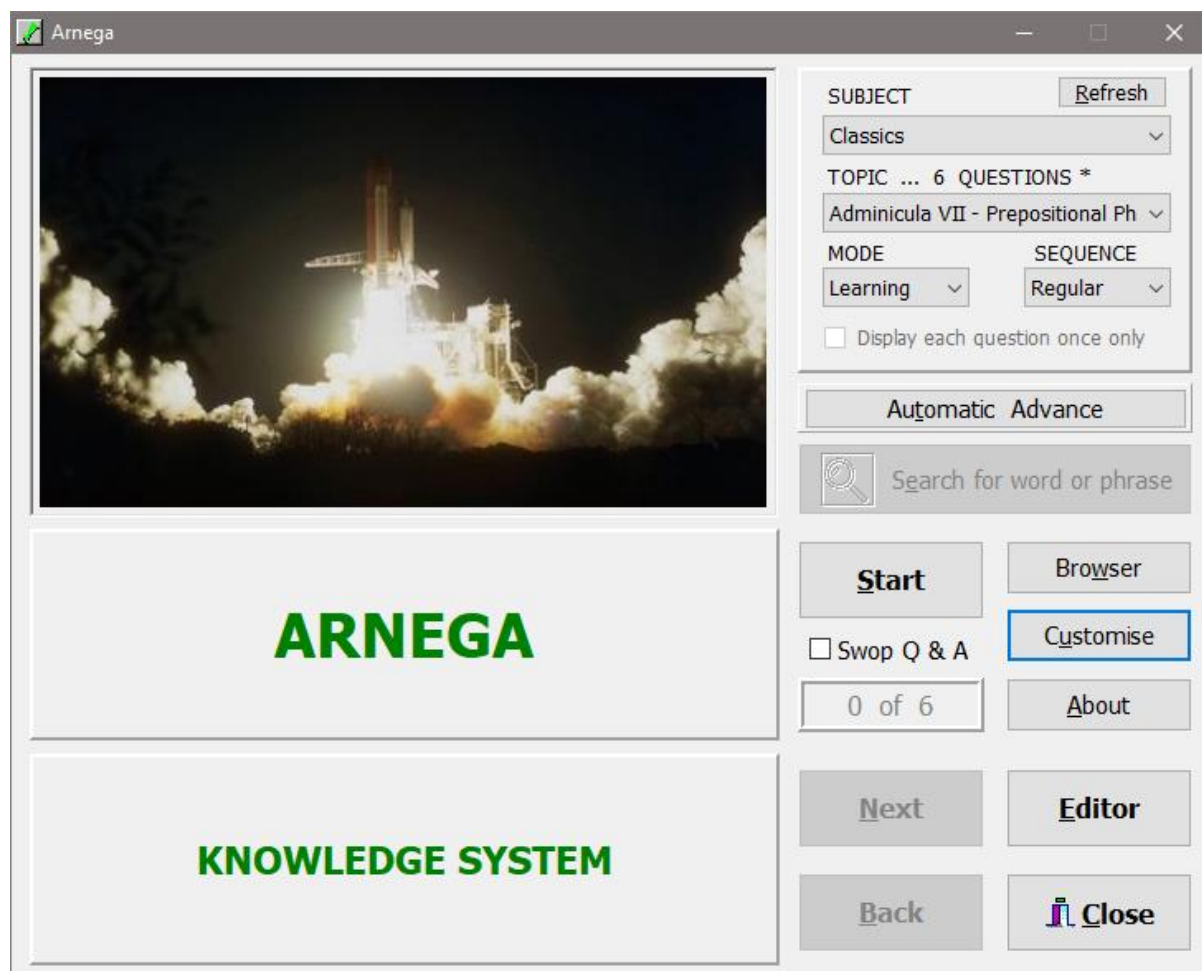 Arnega
SUBJECT
Refresh
Classics
TOPIC ... 6 QUESTIONS *
Adminicula VII - Prepositional Ph
MODE
SEQUENCE
Learning
Regular
Display each question once only
Automatic Advance
Search for word or phrase
Start
Browser
Swop Q & A
Customise
0 of 6
About
ARNEGA
Next
Editor
KNOWLEDGE SYSTEM
Back
Close